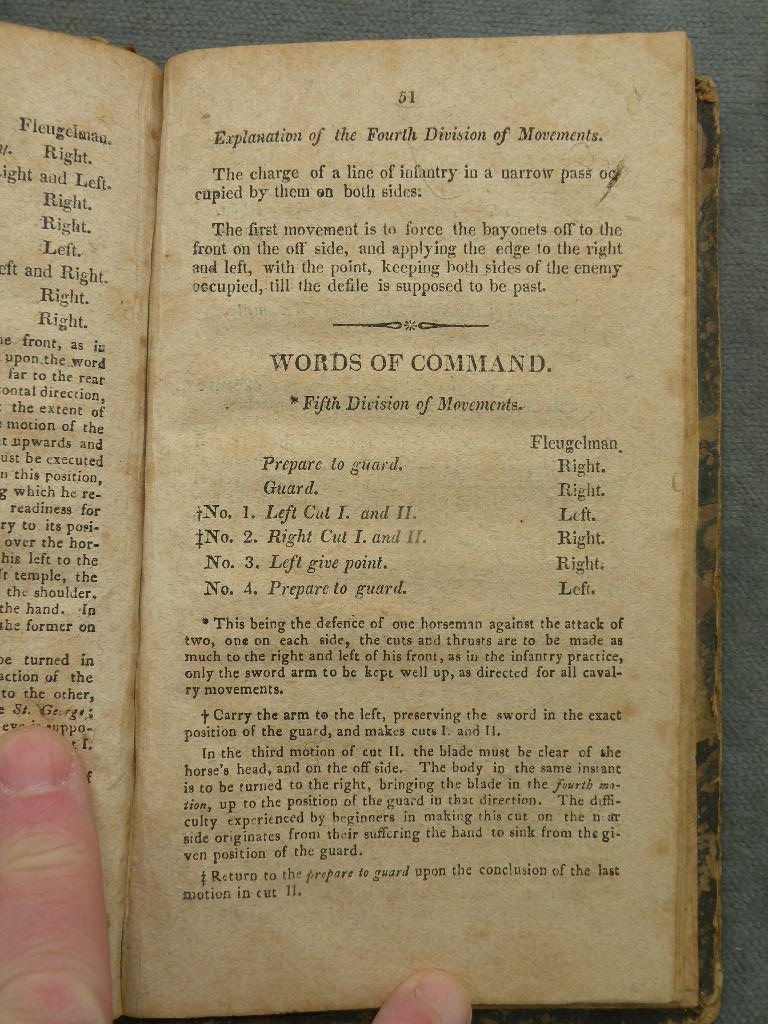 Fleugelman.
Right.
ight and Left.
Right.
Right.
Left.
eft and Right.
Right.
Right.
he front, as in
upon the word
far to the rear
ontal direction,
the extent of
motion of the
upwards and
ust be executed
n this position,
g which he re-
readiness for
ry to its posi-
over the hor-
his left to the
temple, the
the shoulder.
the hand. In
the former on
be turned in
action of the
to the other,
St. George;
suppo-
51
Explanation of the Fourth Division of Movements.
The charge of a line of infantry in a narrow pass oc
cupied by them on both sides.
The first movement is to force the bayonets off to the
front on the off side, and applying the edge to the right
and left, with the point, keeping both sides of the enemy
occupied, till the defile is supposed to be past.
WORDS OF COMMAND.
* Fifth Division of Movements.
Fleugelman.
Prepare to guard. Right.
Guard. Right.
†No. 1. Left Cut I. and II. Left.
‡No. 2. Right Cut I. and II. Right.
No. 3. Left give point. Right.
No. 4. Prepare to guard. Left.
* This being the defence of one horseman against the attack of
two, one on each side, the cuts and thrusts are to be made as
much to the right and left of his front, as in the infantry practice,
only the sword arm to be kept well up, as directed for all caval-
ry movements.
† Carry the arm to the left, preserving the sword in the exact
position of the guard, and makes cuts I. and II.
In the third motion of cut II. the blade must be clear of the
horse's head, and on the off side. The body in the same instant
is to be turned to the right, bringing the blade in the fourth mo-
tion, up to the position of the guard in that direction. The diffi-
culty experienced by beginners in making this cut on the near
side originates from their suffering the hand to sink from the gi-
ven position of the guard.
‡ Return to the prepare to guard upon the conclusion of the last
motion in cut II.